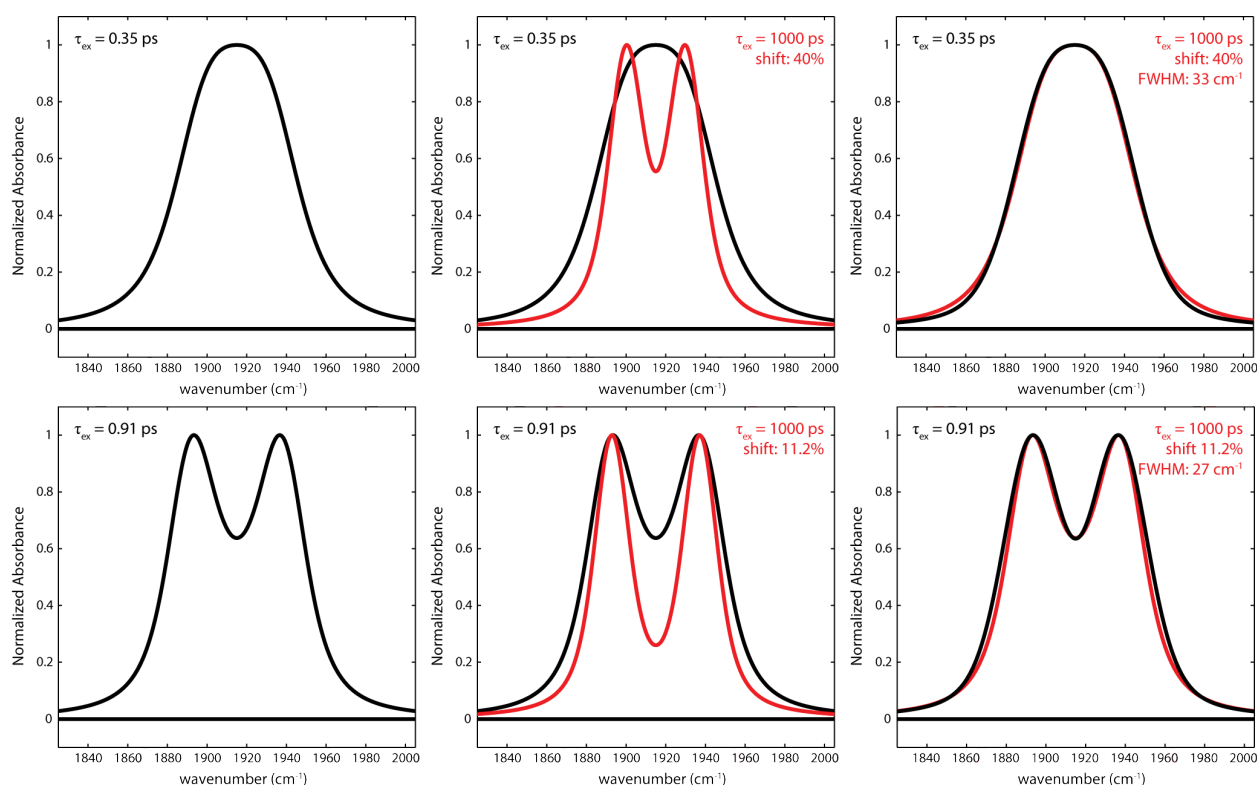 τex = 0.35 ps
1
0.8
0.6
0.4
0.2
0
Normalized Absorbance
1840 1860 1880 1900 1920 1940 1960 1980 2000
wavenumber (cm⁻¹)
τex = 0.35 ps
τex = 1000 ps
shift: 40%
1
0.8
0.6
0.4
0.2
0
Normalized Absorbance
1840 1860 1880 1900 1920 1940 1960 1980 2000
wavenumber (cm⁻¹)
τex = 0.35 ps
τex = 1000 ps
shift: 40%
FWHM: 33 cm⁻¹
1
0.8
0.6
0.4
0.2
0
Normalized Absorbance
1840 1860 1880 1900 1920 1940 1960 1980 2000
wavenumber (cm⁻¹)
τex = 0.91 ps
1
0.8
0.6
0.4
0.2
0
Normalized Absorbance
1840 1860 1880 1900 1920 1940 1960 1980 2000
wavenumber (cm⁻¹)
τex = 0.91 ps
τex = 1000 ps
shift: 11.2%
1
0.8
0.6
0.4
0.2
0
Normalized Absorbance
1840 1860 1880 1900 1920 1940 1960 1980 2000
wavenumber (cm⁻¹)
τex = 0.91 ps
τex = 1000 ps
shift 11.2%
FWHM: 27 cm⁻¹
1
0.8
0.6
0.4
0.2
0
Normalized Absorbance
1840 1860 1880 1900 1920 1940 1960 1980 2000
wavenumber (cm⁻¹)